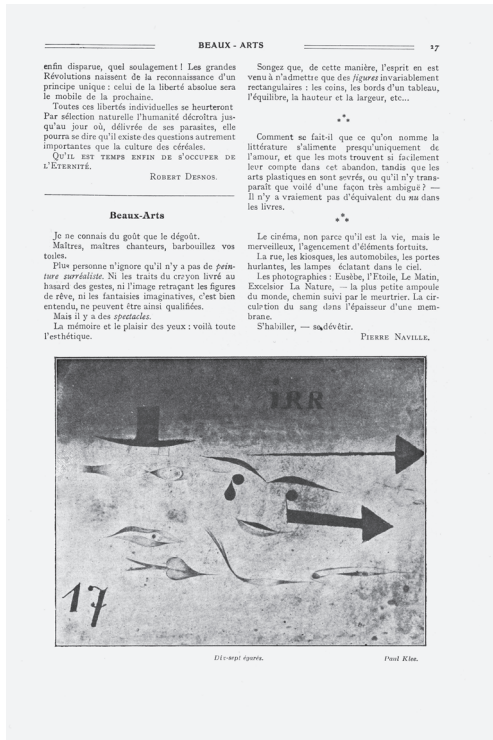 BEAUX - ARTS
17
enfin disparue, quel soulagement ! Les grandes
Révolutions naissent de la reconnaissance d'un
principe unique : celui de la liberté absolue sera
le mobile de la prochaine.
Toutes ces libertés individuelles se heurteront
Par sélection naturelle l'humanité décroîtra jus-
qu'au jour où, délivrée de ses parasites, elle
pourra se dire qu'il existe des questions autrement
importantes que la culture des céréales.
QU'IL EST TEMPS ENFIN DE S'OCCUPER DE
L'ETERNITÉ.
ROBERT DESNOS.
Beaux-Arts
Je ne connais du goût que le dégoût.
Maîtres, maîtres chanteurs, barbouillez vos
toiles.
Plus personne n'ignore qu'il n'y a pas de pein-
ture surréaliste. Ni les traits du crayon livré au
hasard des gestes, ni l'image retraçant les figures
de rêve, ni les fantaisies imaginatives, c'est bien
entendu, ne peuvent être ainsi qualifiées.
Mais il y a des spectacles.
La mémoire et le plaisir des yeux : voilà toute
l'esthétique.
Songez que, de cette manière, l'esprit en est
venu à n'admettre que des figures invariablement
rectangulaires : les coins, les bords d'un tableau,
l'équilibre, la hauteur et la largeur, etc...
***
Comment se fait-il que ce qu'on nomme la
littérature s'alimente presqu'uniquement de
l'amour, et que les mots trouvent si facilement
leur compte dans cet abandon, tandis que les
arts plastiques en sont sevrés, ou qu'il n'y trans-
paraît que voilé d'une façon très ambiguë ? —
Il n'y a vraiment pas d'équivalent du nu dans
les livres.
***
Le cinéma, non parce qu'il est la vie, mais le
merveilleux, l'agencement d'éléments fortuits.
La rue, les kiosques, les automobiles, les portes
hurlantes, les lampes éclatant dans le ciel.
Les photographies : Eusèbe, l'Etoile, Le Matin,
Excelsior La Nature, — la plus petite ampoule
du monde, chemin suivi par le meurtrier. La cir-
culation du sang dans l'épaisseur d'une mem-
brane.
S'habiller, — se dévêtir.
PIERRE NAVILLE.
iRR
17
Dix-sept égarés.
Paul Klee.